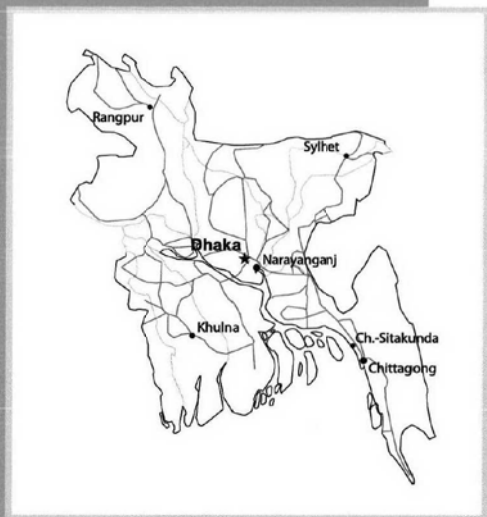 Rangpur
Sylhet
Dhaka
Narayanganj
Khulna
Ch.-Sitakunda
Chittagong